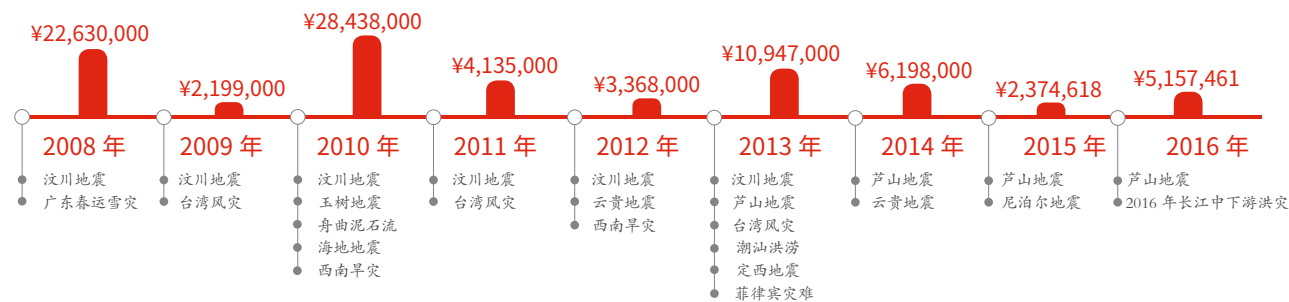 ¥22,630,000
2008 年
汶川地震
广东春运雪灾
¥2,199,000
2009 年
汶川地震
台湾风灾
¥28,438,000
2010 年
汶川地震
玉树地震
舟曲泥石流
海地地震
西南旱灾
¥4,135,000
2011 年
汶川地震
台湾风灾
¥3,368,000
2012 年
汶川地震
云贵地震
西南旱灾
¥10,947,000
2013 年
汶川地震
芦山地震
台湾风灾
潮汕洪涝
定西地震
菲律宾灾难
¥6,198,000
2014 年
芦山地震
云贵地震
¥2,374,618
2015 年
芦山地震
尼泊尔地震
¥5,157,461
2016 年
芦山地震
2016 年长江中下游洪灾